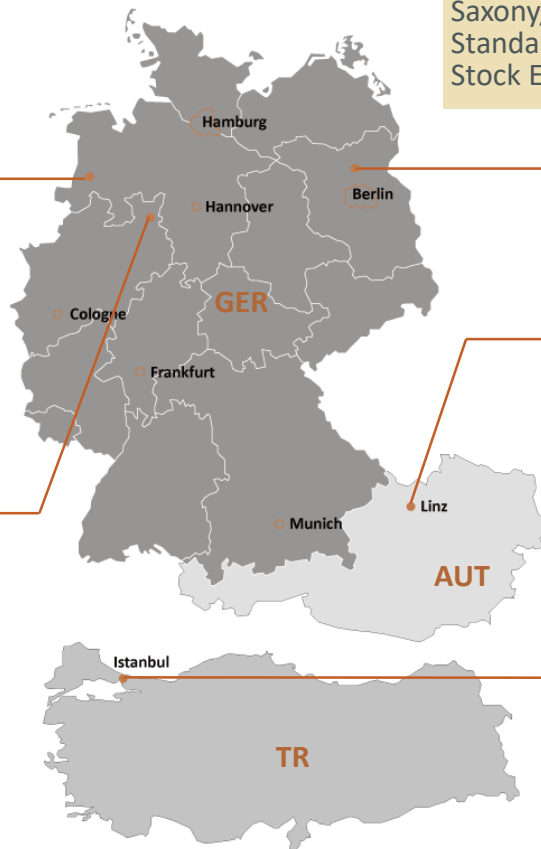 Saxony,
Standa
Stock E
Hamburg
Berlin
Hannover
GER
Cologne
Frankfurt
Linz
Munich
AUT
Istanbul
TR